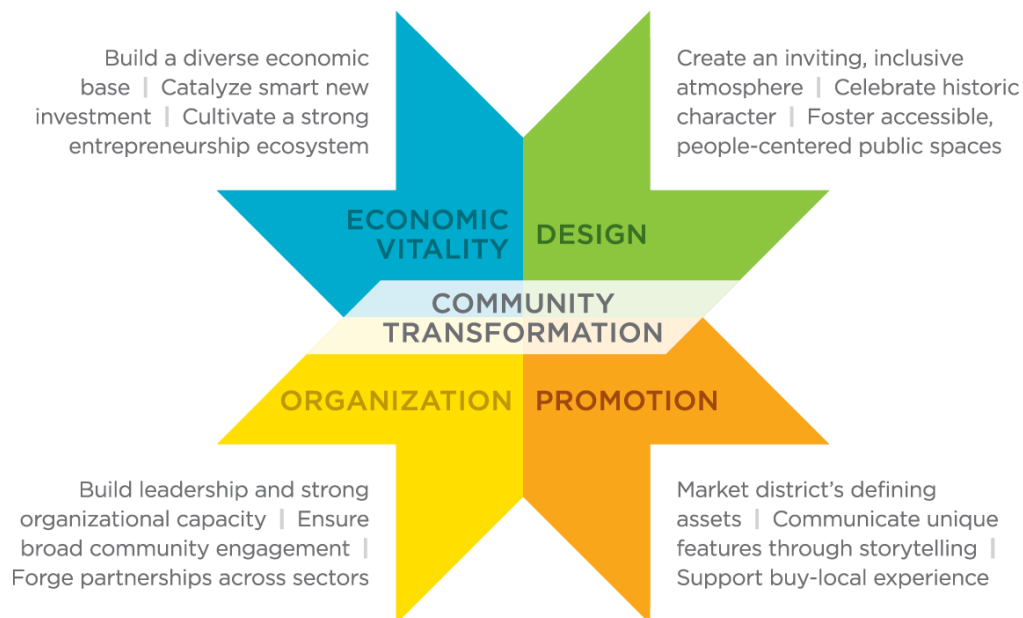 Build a diverse economic
base | Catalyze smart new
investment | Cultivate a strong
entrepreneurship ecosystem
Create an inviting, inclusive
atmosphere | Celebrate historic
character | Foster accessible,
people-centered public spaces
ECONOMIC
VITALITY
DESIGN
COMMUNITY
TRANSFORMATION
ORGANIZATION
PROMOTION
Build leadership and strong
organizational capacity | Ensure
broad community engagement |
Forge partnerships across sectors
Market district’s defining
assets | Communicate unique
features through storytelling |
Support buy-local experience